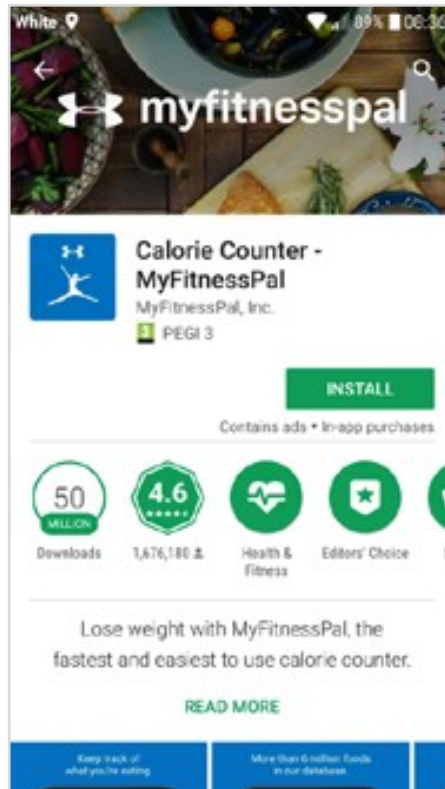 White 89% 08:30
myfitnesspal
Calorie Counter -
MyFitnessPal
MyFitnessPal, Inc.
3 PEGI 3
INSTALL
Contains ads • In-app purchases
50
MILLION
Downloads
4.6
1,676,180
Health &
Fitness
Editors' Choice
Lose weight with MyFitnessPal, the
fastest and easiest to use calorie counter.
READ MORE
Keep track of
what you're eating
More than 6 million foods
in our database